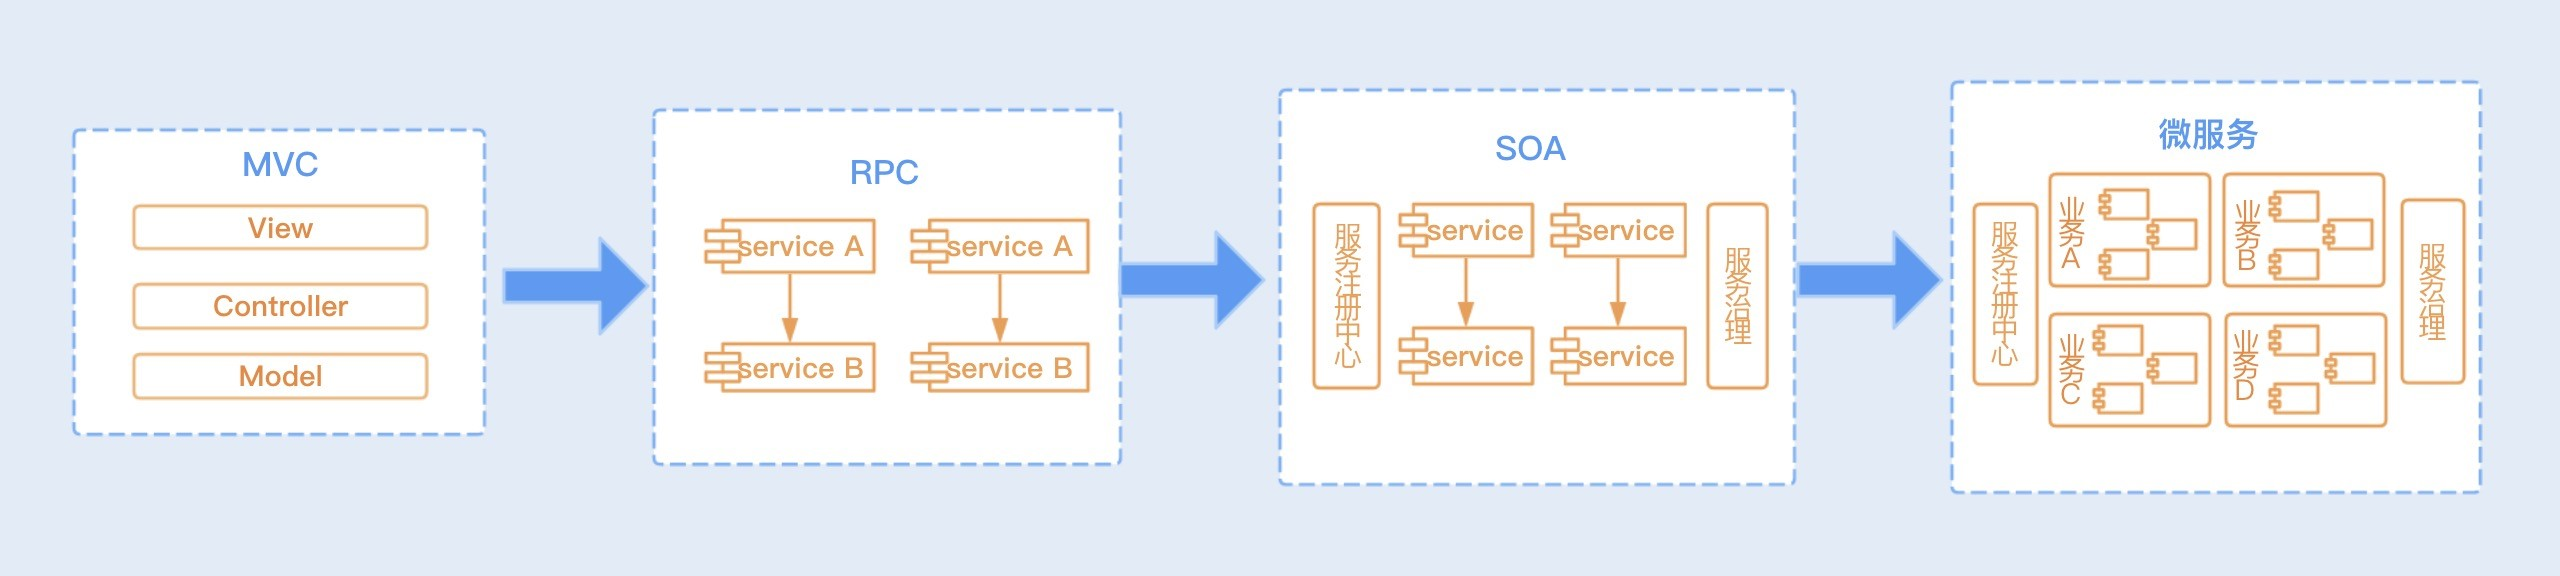 MVC
View
Controller
Model
RPC
service A
service A
service B
service B
SOA
服务注册中心
service
service
service
service
服务治理
微服务
服务注册中心
业务A
业务B
业务C
业务D
服务治理